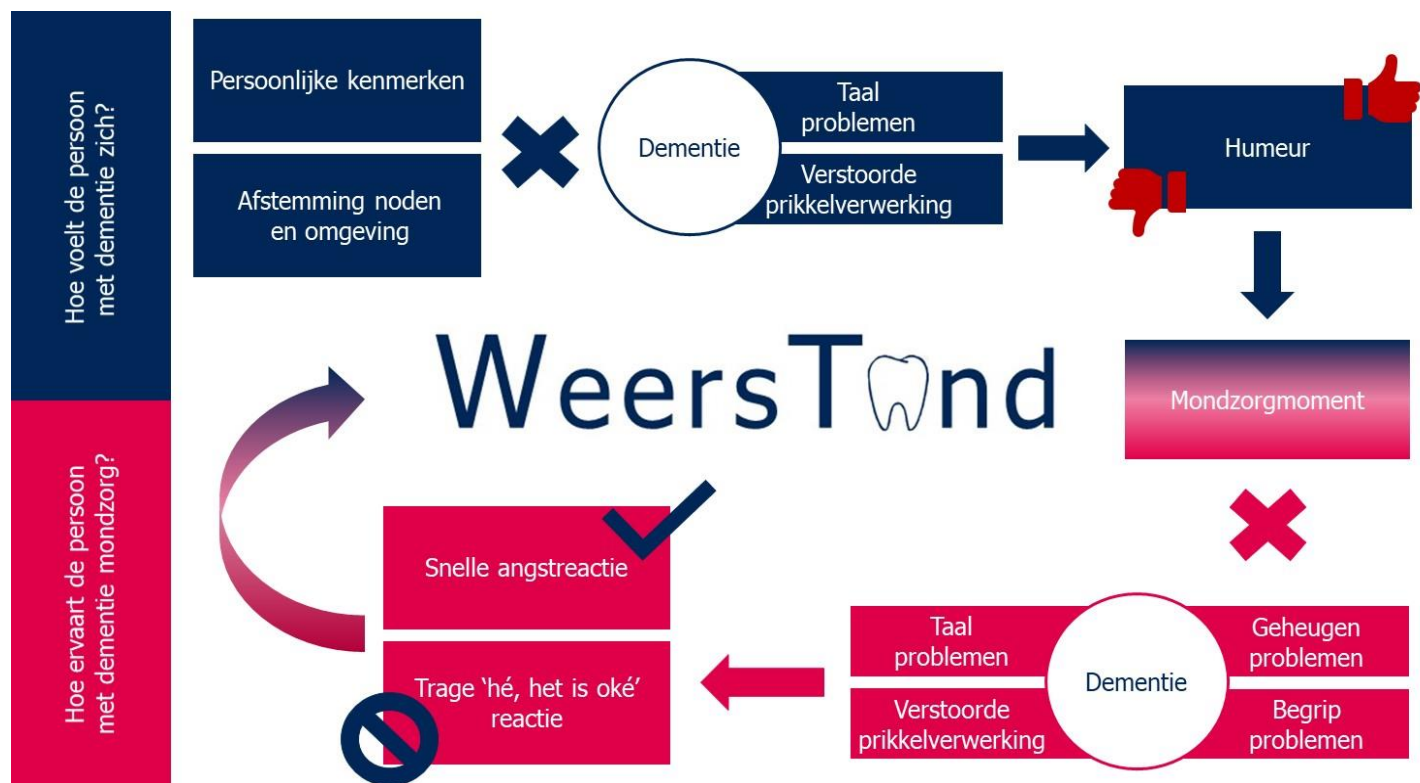 Hoe voelt de persoon
met dementie zich?
Persoonlijke kenmerken
Afstemming noden
en omgeving
Dementie
Taal
problemen
Verstoorde
prikkelverwerking
Humeur
WeersTand
Mondzorgmoment
Hoe ervaart de persoon
met dementie mondzorg?
Snelle angstreactie
Trage ‘hé, het is oké’
reactie
Taal
problemen
Verstoorde
prikkelverwerking
Dementie
Geheugen
problemen
Begrip
problemen